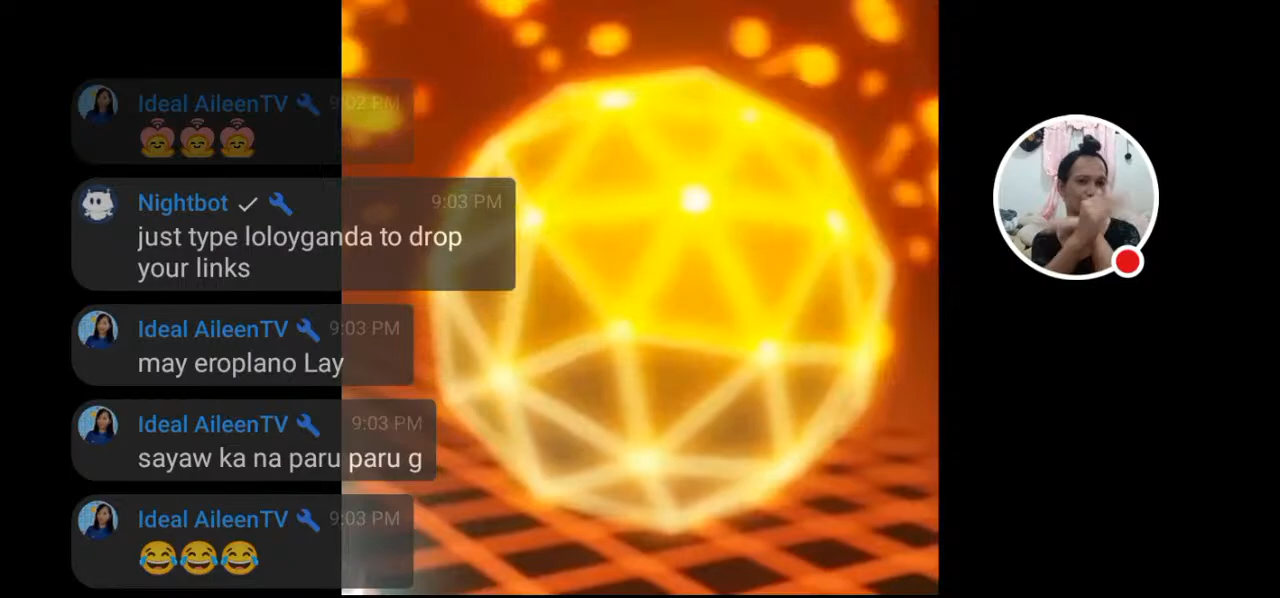 Ideal AileenTV 9:02 PM
Nightbot 9:03 PM
just type loloyganda to drop
your links
Ideal AileenTV 9:03 PM
may eroplano Lay
Ideal AileenTV 9:03 PM
sayaw ka na paru paru g
Ideal AileenTV 9:03 PM